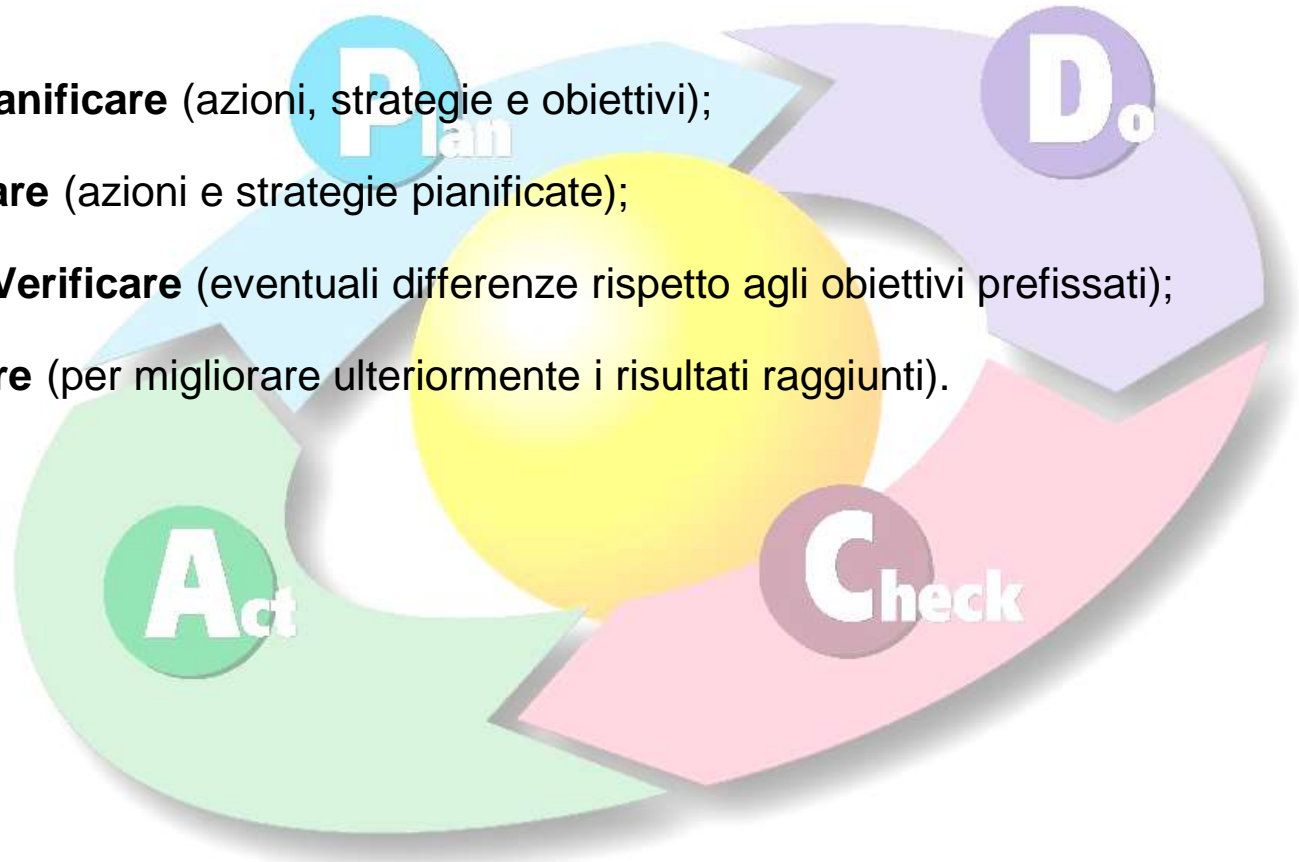 anificare (azioni, strategie e obiettivi);
are (azioni e strategie pianificate);
Verificare (eventuali differenze rispetto agli obiettivi prefissati);
re (per migliorare ulteriormente i risultati raggiunti).
Plan
Do
Act
Check